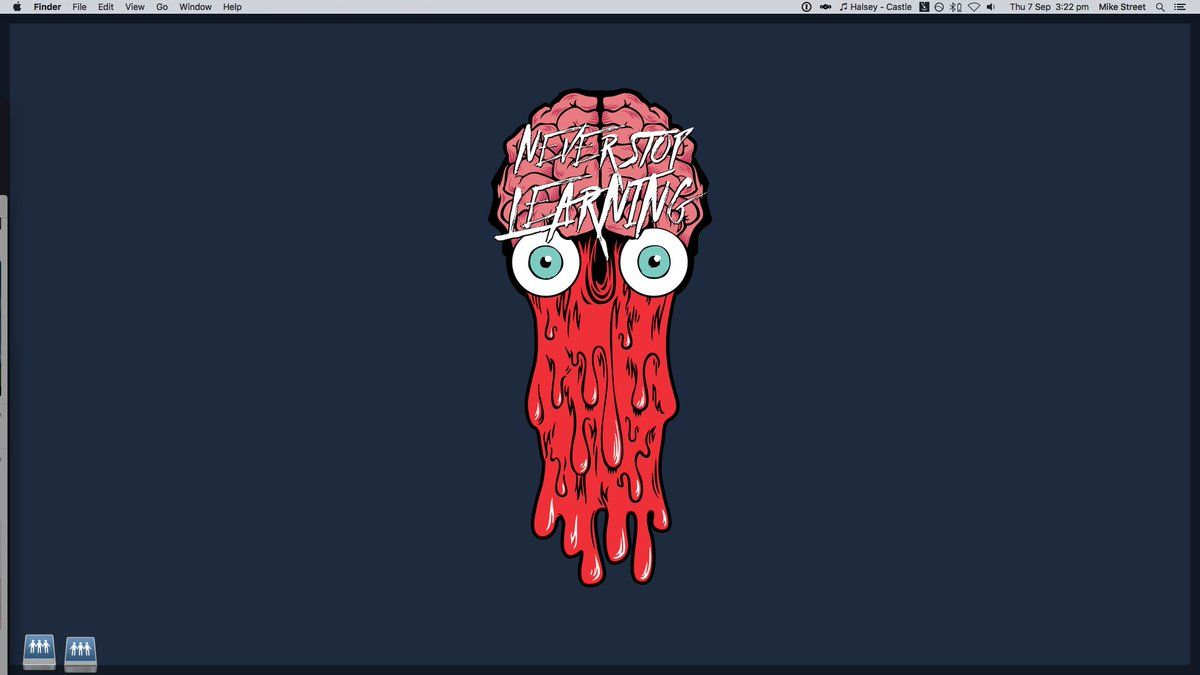 Finder File Edit View Go Window Help
Halsey - Castle Thu 7 Sep 3:22 pm Mike Street
NEVER STOP
LEARNING